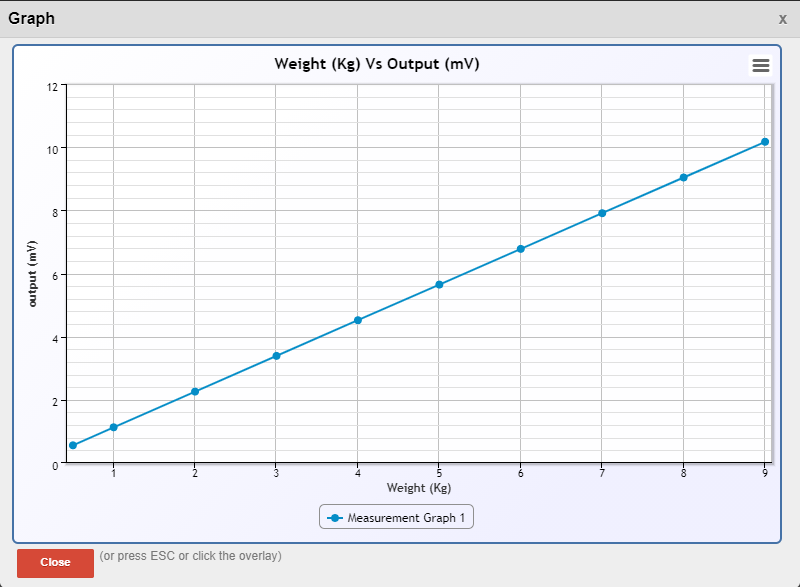 Graph
x
Weight (Kg) Vs Output (mV)
12
10
8
6
4
2
0
output (mV)
1 2 3 4 5 6 7 8 9
Weight (Kg)
Measurement Graph 1
Close (or press ESC or click the overlay)